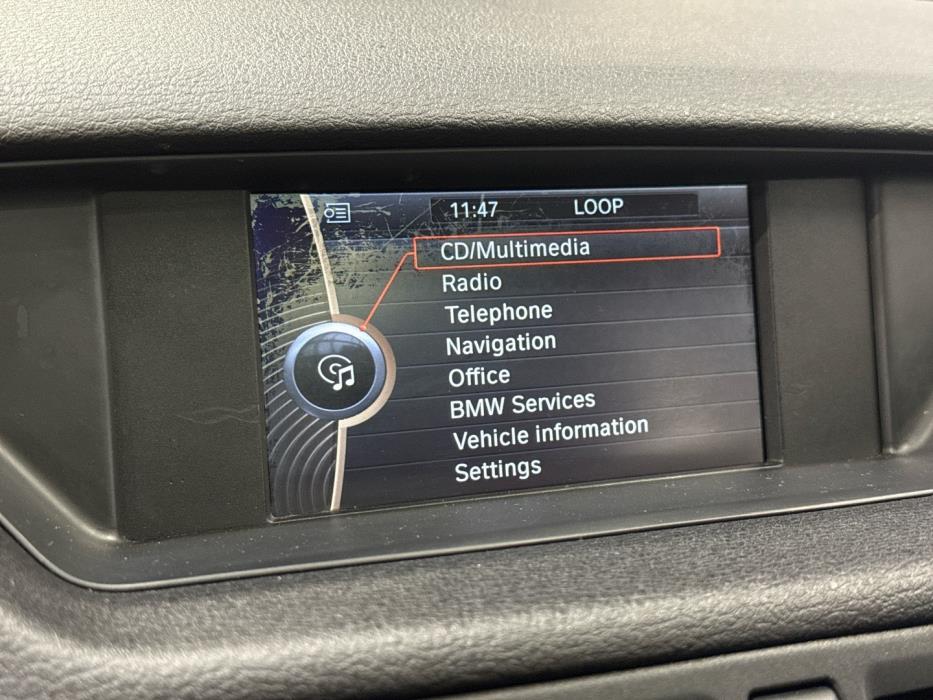 11:47 LOOP
CD/Multimedia
Radio
Telephone
Navigation
Office
BMW Services
Vehicle information
Settings